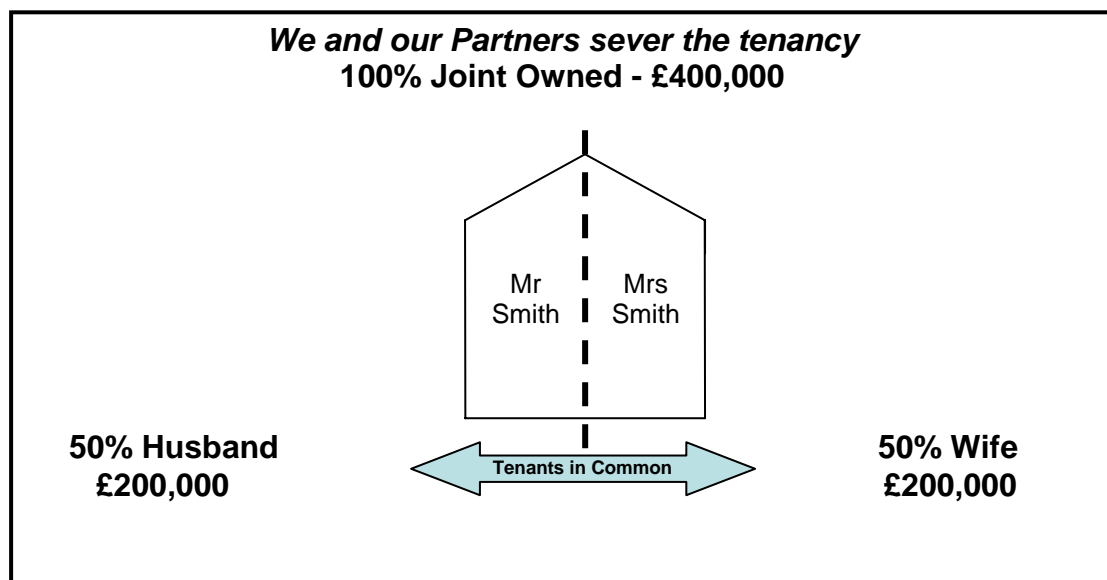 We and our Partners sever the tenancy
100% Joint Owned - £400,000
Mr
Smith
Mrs
Smith
50% Husband
£200,000
Tenants in Common
50% Wife
£200,000